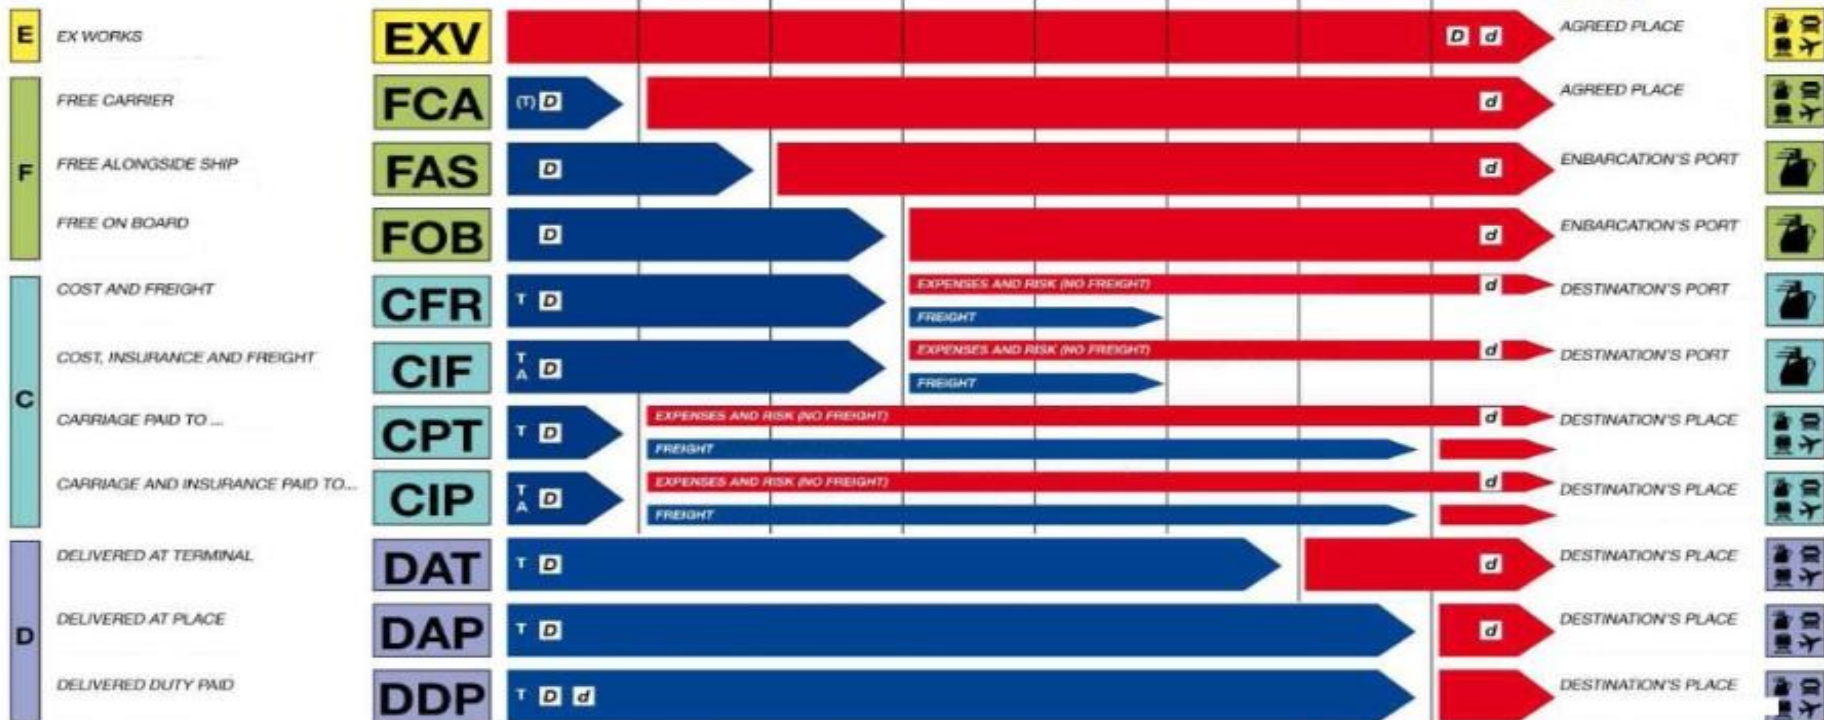 E EX WORKS EXV D d AGREED PLACE
F
FREE CARRIER FCA (T) D d AGREED PLACE
FREE ALONGSIDE SHIP FAS D d ENBARCATION'S PORT
FREE ON BOARD FOB D d ENBARCATION'S PORT
C
COST AND FREIGHT CFR T D EXPENSES AND RISK (NO FREIGHT) d DESTINATION'S PORT
FREIGHT
COST, INSURANCE AND FREIGHT CIF T A D EXPENSES AND RISK (NO FREIGHT) d DESTINATION'S PORT
FREIGHT
CARRIAGE PAID TO ... CPT T D EXPENSES AND RISK (NO FREIGHT) d DESTINATION'S PLACE
FREIGHT
CARRIAGE AND INSURANCE PAID TO... CIP T A D EXPENSES AND RISK (NO FREIGHT) d DESTINATION'S PLACE
FREIGHT
D
DELIVERED AT TERMINAL DAT T D d DESTINATION'S PLACE
DELIVERED AT PLACE DAP T D d DESTINATION'S PLACE
DELIVERED DUTY PAID DDP T D d DESTINATION'S PLACE